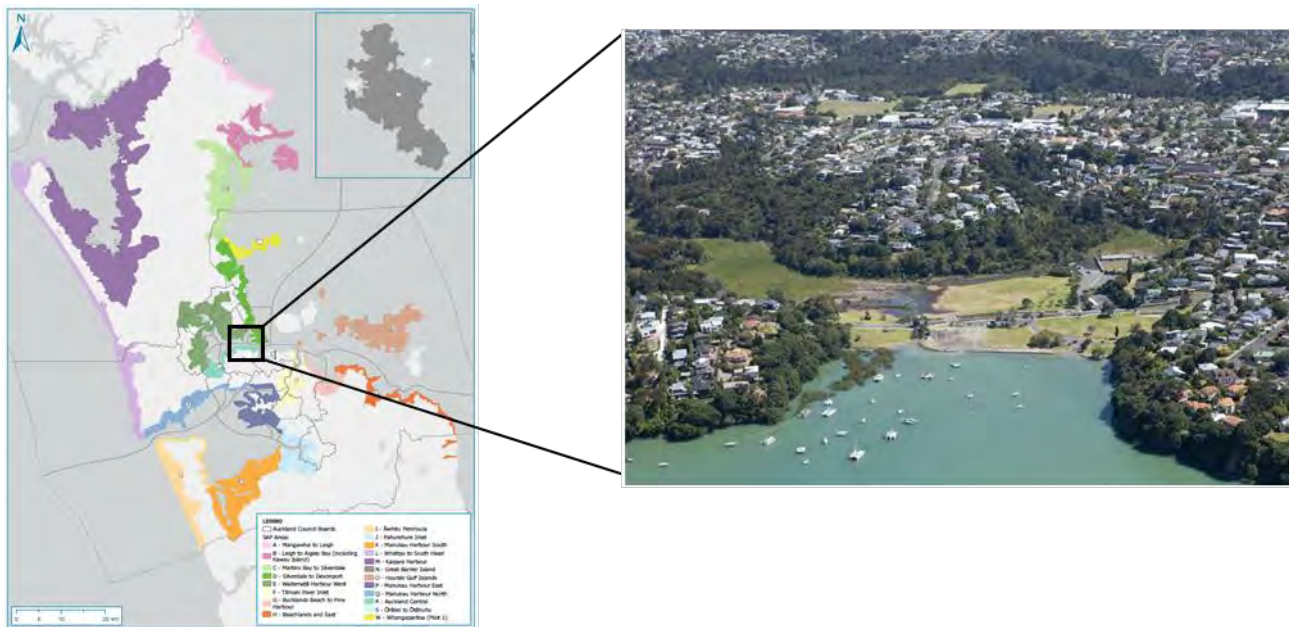 N
LEGEND
Auckland Council Boards
SAP Areas
A - Mangawhai to Leigh
B - Leigh to Algies Bay (including
Kawau Island)
C - Martins Bay to Silverdale
D - Silverdale to Devonport
E - Waitematā Harbour West
F - Tāmaki River Inlet
G - Bucklands Beach to Pine
Harbour
H - Beachlands and East
I - Āwhitu Peninsula
J - Pahurehure Inlet
K - Manukau Harbour South
L - Whatipu to South Head
M - Kaipara Harbour
N - Great Barrier Island
O - Hauraki Gulf Islands
P - Manukau Harbour East
Q - Manukau Harbour North
R - Auckland Central
S - Ōrākei to Ōtāhuhu
W - Whangaparāoa (Pilot 1)
0 5 10 20 km